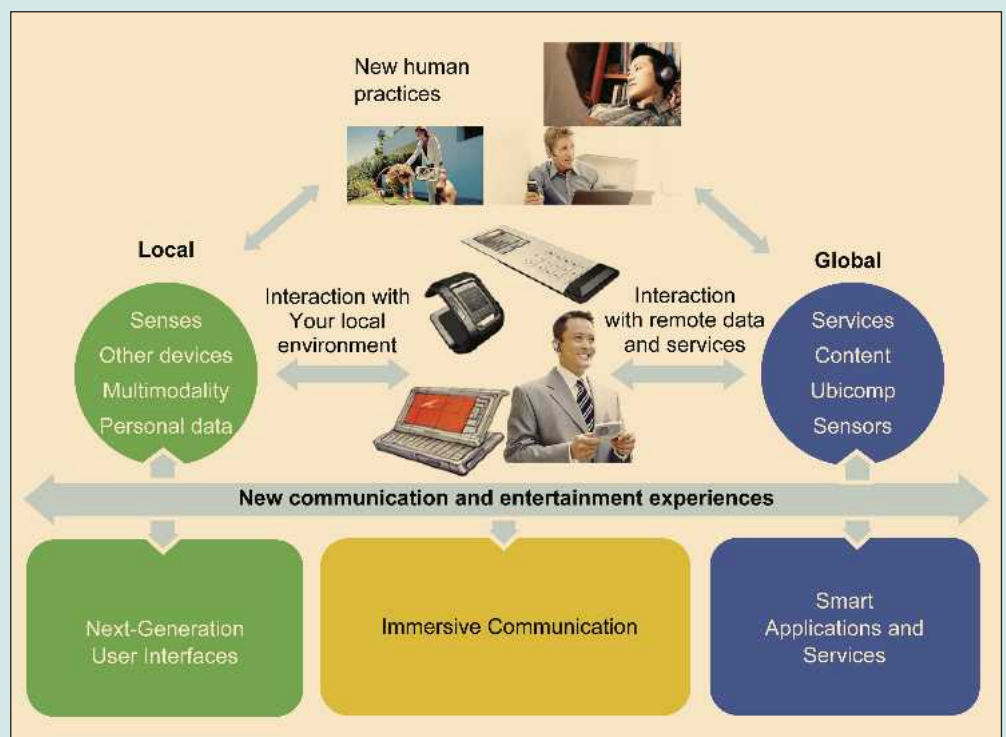 New human
practices
Local
Global
Interaction with
Your local
environment
Interaction
with remote data
and services
Senses
Other devices
Multimodality
Personal data
Services
Content
Ubicomp
Sensors
New communication and entertainment experiences
Next-Generation
User Interfaces
Immersive Communication
Smart
Applications and
Services